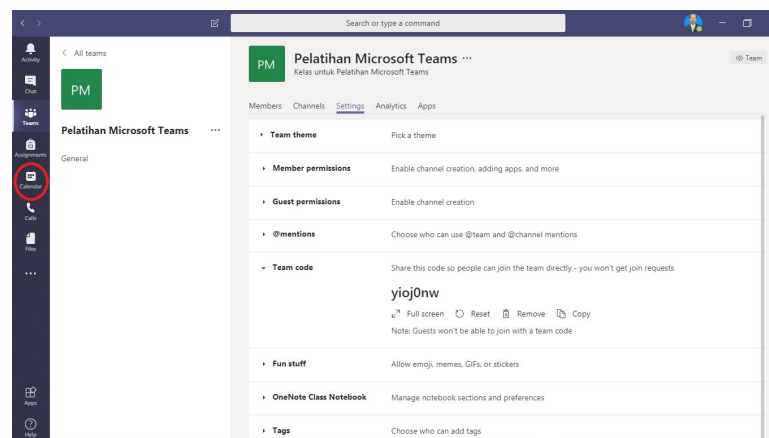 Search or type a command
Activity
Chat
Teams
Assignments
Calendar
Calls
Files
Apps
Help
All teams
PM
Pelatihan Microsoft Teams ...
General
PM
Pelatihan Microsoft Teams ...
Kelas untuk Pelatihan Microsoft Teams
Team
Members Channels Settings Analytics Apps
Team theme Pick a theme
Member permissions Enable channel creation, adding apps, and more
Guest permissions Enable channel creation
@mentions Choose who can use @team and @channel mentions
Team code Share this code so people can join the team directly - you won't get join requests
yioj0nw
Full screen Reset Remove Copy
Note: Guests won't be able to join with a team code
Fun stuff Allow emoji, memes, GIFs, or stickers
OneNote Class Notebook Manage notebook sections and preferences
Tags Choose who can add tags